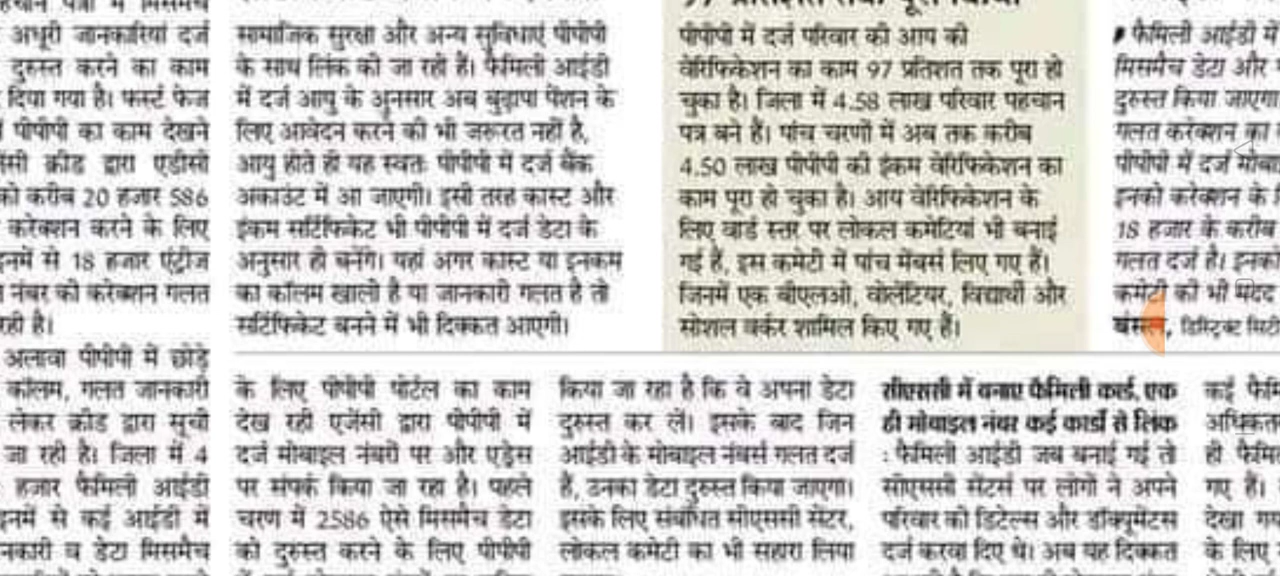 अधूरी जानकारियां दर्ज
दुरुस्त करने का काम
दिया गया है। फर्स्ट फेज
पीपीपी का काम देखने
क्रीड द्वारा एडीसी
को करीब 20 हजार 586
करेक्शन करने के लिए
इनमें से 18 हजार एंट्रीज
नंबर की करेक्शन गलत
रही है।
अलावा पीपीपी में छोड़े
कॉलम, गलत जानकारी
लेकर क्रीड द्वारा सूची
जा रही है। जिला में 4
हजार फैमिली आईडी
इनमें से कई आईडी में
व डेटा मिसमैच
सामाजिक सुरक्षा और अन्य सुविधाएं पीपीपी
के साथ लिंक की जा रही हैं। फैमिली आईडी
में दर्ज आयु के अनुसार अब बुढ़ापा पेंशन के
लिए आवेदन करने की भी जरूरत नहीं है,
आयु होते ही यह स्वतः पीपीपी में दर्ज बैंक
अकाउंट में आ जाएगी। इसी तरह कास्ट और
इंकम सर्टिफिकेट भी पीपीपी में दर्ज डेटा के
अनुसार ही बनेंगे। यहां अगर कास्ट या इनकम
का कॉलम खाली है या जानकारी गलत है तो
सर्टिफिकेट बनने में भी दिक्कत आएगी।
पीपीपी में दर्ज परिवार की आय की
वेरिफिकेशन का काम 97 प्रतिशत तक पूरा हो
चुका है। जिला में 4.58 लाख परिवार पहचान
पत्र बने हैं। पांच चरणों में अब तक करीब
4.50 लाख पीपीपी की इंकम वेरिफिकेशन का
काम पूरा हो चुका है। आय वेरिफिकेशन के
लिए वार्ड स्तर पर लोकल कमेटियां भी बनाई
गई हैं, इस कमेटी में पांच मेंबर्स लिए गए हैं।
जिनमें एक बीएलओ, वोलेंटियर, विद्यार्थी और
सोशल वर्कर शामिल किए गए हैं।
फैमिली आईडी में
मिसमैच डेटा और
दुरुस्त किया जाएगा
गलत करेक्शन का
पीपीपी में दर्ज
इनको करेक्शन के
18 हजार के करीब
गलत दर्ज है। इनको
कमेटी की भी मदद
बंसल, डिस्ट्रिक्ट सिटी
के लिए पीपीपी पोर्टल का काम
देख रही एजेंसी द्वारा पीपीपी में
दर्ज मोबाइल नंबरों पर और एड्रेस
पर संपर्क किया जा रहा है। पहले
चरण में 2586 ऐसे मिसमैच डेटा
को दुरुस्त करने के लिए पीपीपी
किया जा रहा है कि वे अपना डेटा
दुरुस्त कर लें। इसके बाद जिन
आईडी के मोबाइल नंबर्स गलत दर्ज
हैं, उनका डेटा दुरुस्त किया जाएगा।
इसके लिए संबंधित सीएससी सेंटर,
लोकल कमेटी का भी सहारा लिया
सीएससी में बनाए फैमिली कार्ड, एक
ही मोबाइल नंबर कई कार्डों से लिंक
: फैमिली आईडी जब बनाई गई तो
सीएससी सेंटर्स पर लोगों ने अपने
परिवार की डिटेल्स और डॉक्यूमेंटस
दर्ज करवा दिए थे। अब यह दिक्कत
कई
ही
गए हैं।
देखा
के लिए